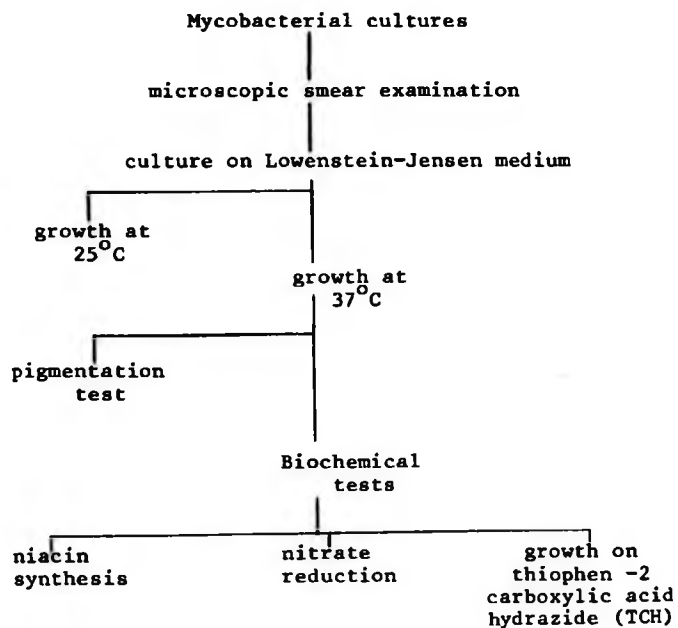 Mycobacterial cultures
microscopic smear examination
culture on Lowenstein-Jensen medium
growth at
25°C
growth at
37°C
pigmentation
test
Biochemical
tests
niacin
synthesis
nitrate
reduction
growth on
thiophen -2
carboxylic acid
hydrazide (TCH)